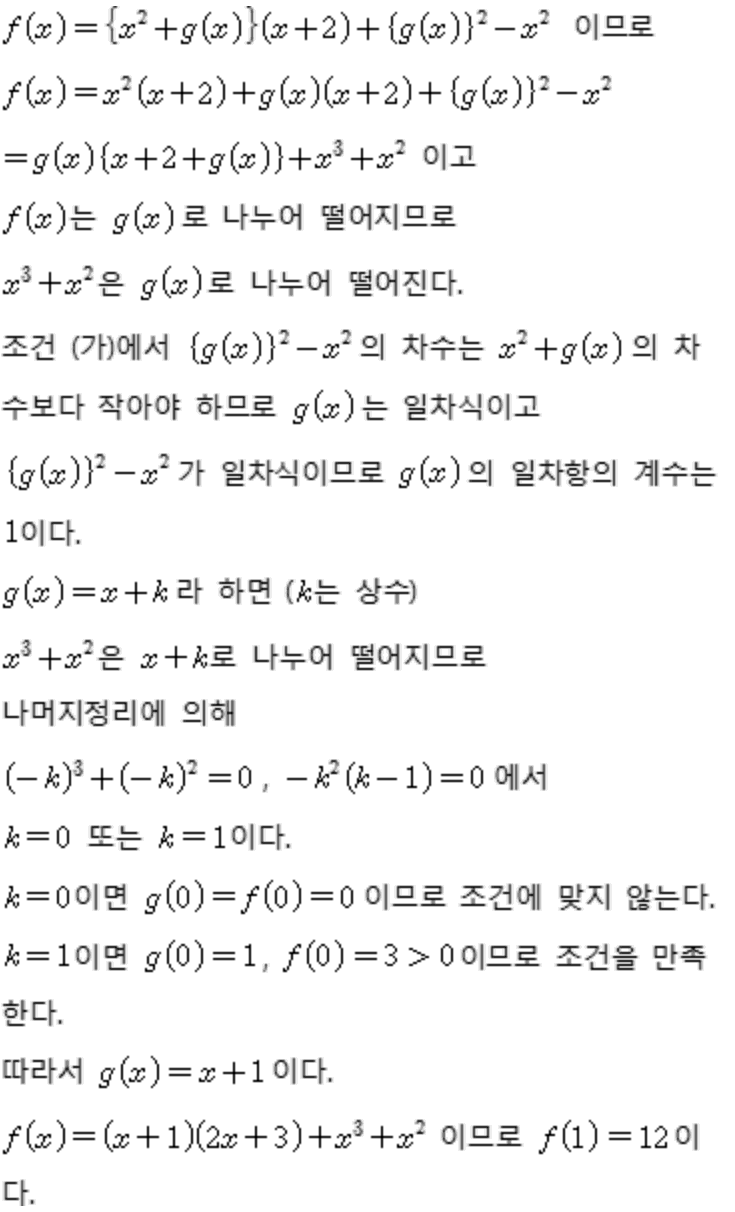 f(x)={x²+g(x)}(x+2)+{g(x)}²-x² 이므로
f(x)=x²(x+2)+g(x)(x+2)+{g(x)}²-x²
=g(x){x+2+g(x)}+x³+x² 이고
f(x)는 g(x)로 나누어 떨어지므로
x³+x²은 g(x)로 나누어 떨어진다.
조건 (가)에서 {g(x)}²-x²의 차수는 x²+g(x)의 차
수보다 작아야 하므로 g(x)는 일차식이고
{g(x)}²-x²가 일차식이므로 g(x)의 일차항의 계수는
1이다.
g(x)=x+k라 하면 (k는 상수)
x³+x²은 x+k로 나누어 떨어지므로
나머지정리에 의해
(-k)³+(-k)²=0, -k²(k-1)=0에서
k=0 또는 k=1이다.
k=0이면 g(0)=f(0)=0이므로 조건에 맞지 않는다.
k=1이면 g(0)=1, f(0)=3>0이므로 조건을 만족
한다.
따라서 g(x)=x+1이다.
f(x)=(x+1)(2x+3)+x³+x² 이므로 f(1)=12이
다.